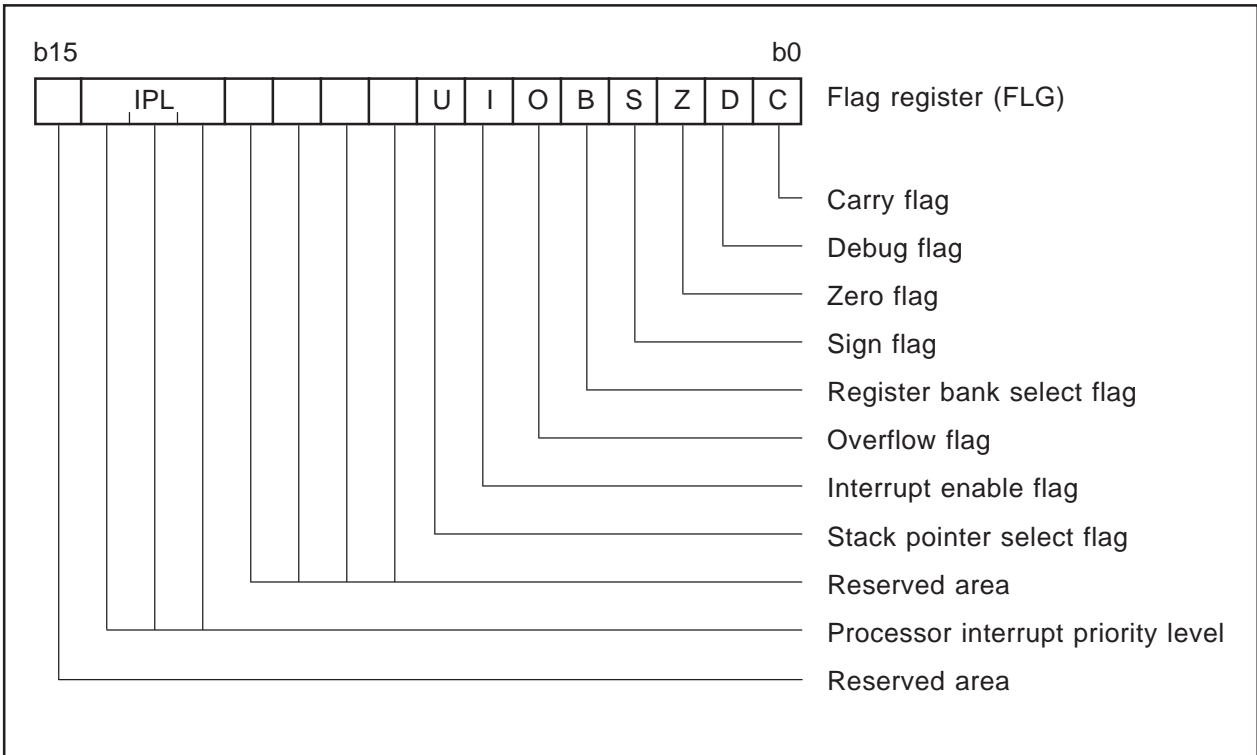 b15 b0
IPL U I O B S Z D C Flag register (FLG)
Carry flag
Debug flag
Zero flag
Sign flag
Register bank select flag
Overflow flag
Interrupt enable flag
Stack pointer select flag
Reserved area
Processor interrupt priority level
Reserved area